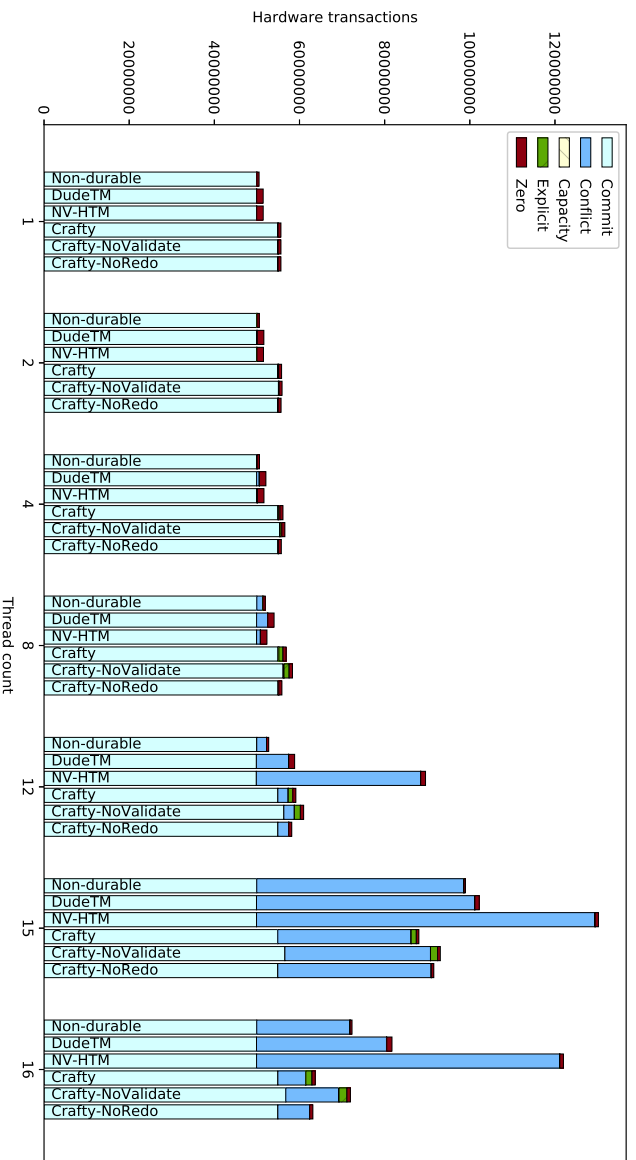 Hardware transactions
0
20000000
40000000
60000000
80000000
100000000
120000000
Commit
Conflict
Capacity
Explicit
Zero
Non-durable
DudeTM
NV-HTM
Crafty
Crafty-NoValidate
Crafty-NoRedo
1
Non-durable
DudeTM
NV-HTM
Crafty
Crafty-NoValidate
Crafty-NoRedo
2
Non-durable
DudeTM
NV-HTM
Crafty
Crafty-NoValidate
Crafty-NoRedo
4
Non-durable
DudeTM
NV-HTM
Crafty
Crafty-NoValidate
Crafty-NoRedo
8
Non-durable
DudeTM
NV-HTM
Crafty
Crafty-NoValidate
Crafty-NoRedo
12
Non-durable
DudeTM
NV-HTM
Crafty
Crafty-NoValidate
Crafty-NoRedo
15
Non-durable
DudeTM
NV-HTM
Crafty
Crafty-NoValidate
Crafty-NoRedo
16
Thread count